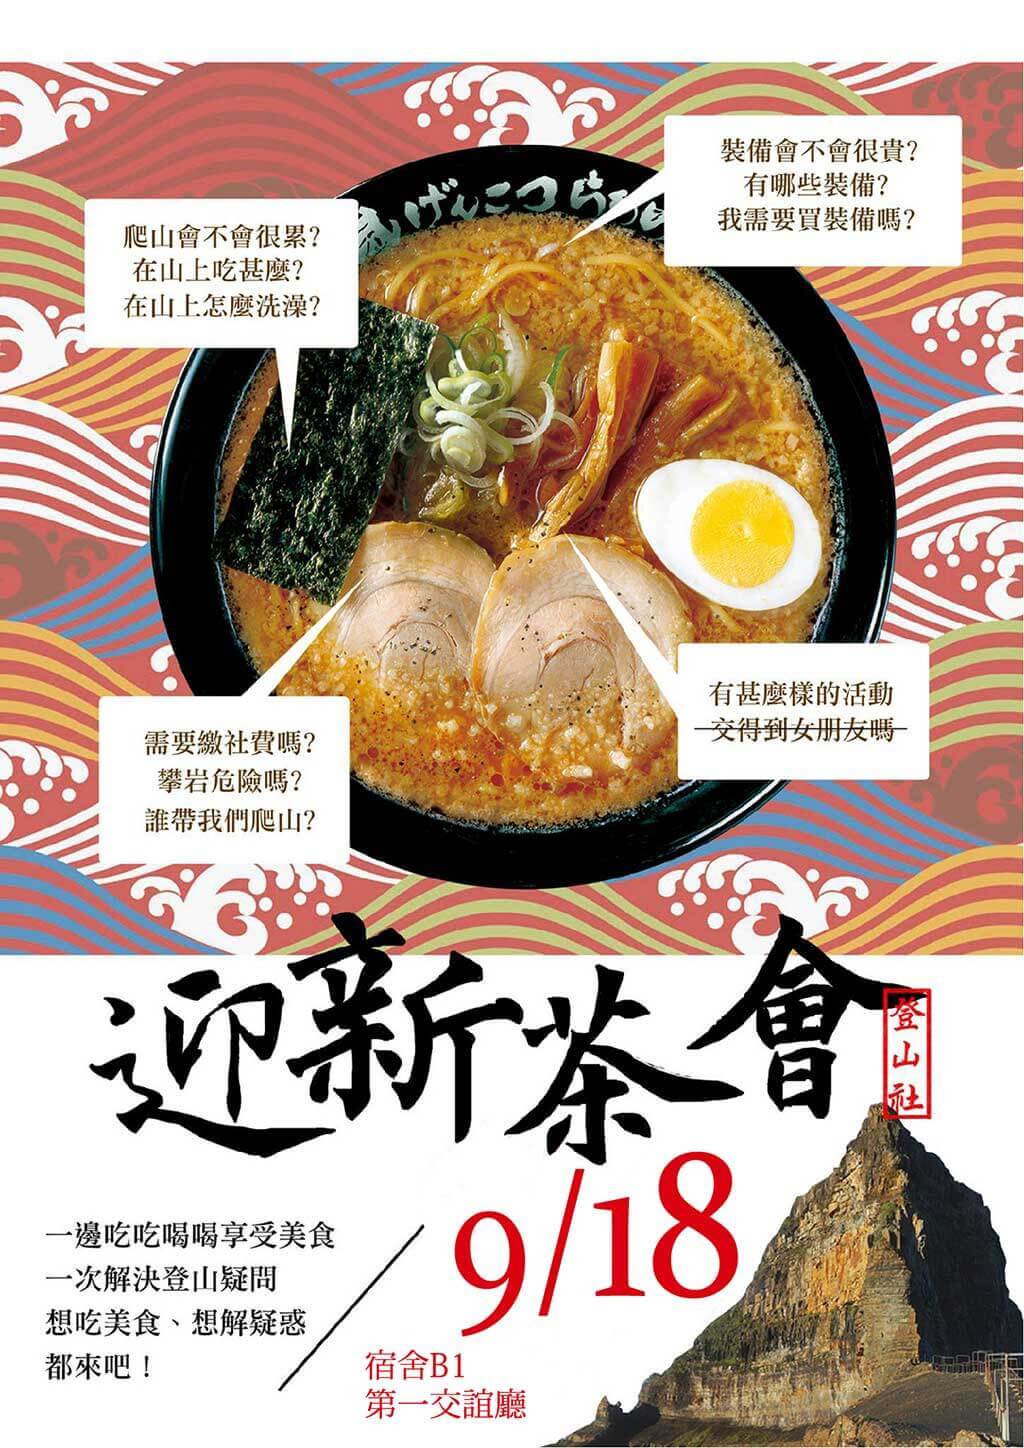 げんこつらぁ
裝備會不會很貴?
有哪些裝備?
我需要買裝備嗎?
爬山會不會很累?
在山上吃甚麼?
在山上怎麼洗澡?
有甚麼樣的活動
交得到女朋友嗎
需要繳社費嗎?
攀岩危險嗎?
誰帶我們爬山?
迎新茶會
登山社
9/18
一邊吃吃喝喝享受美食
一次解決登山疑問
想吃美食、想解疑惑
都來吧！
宿舍B1
第一交誼廳